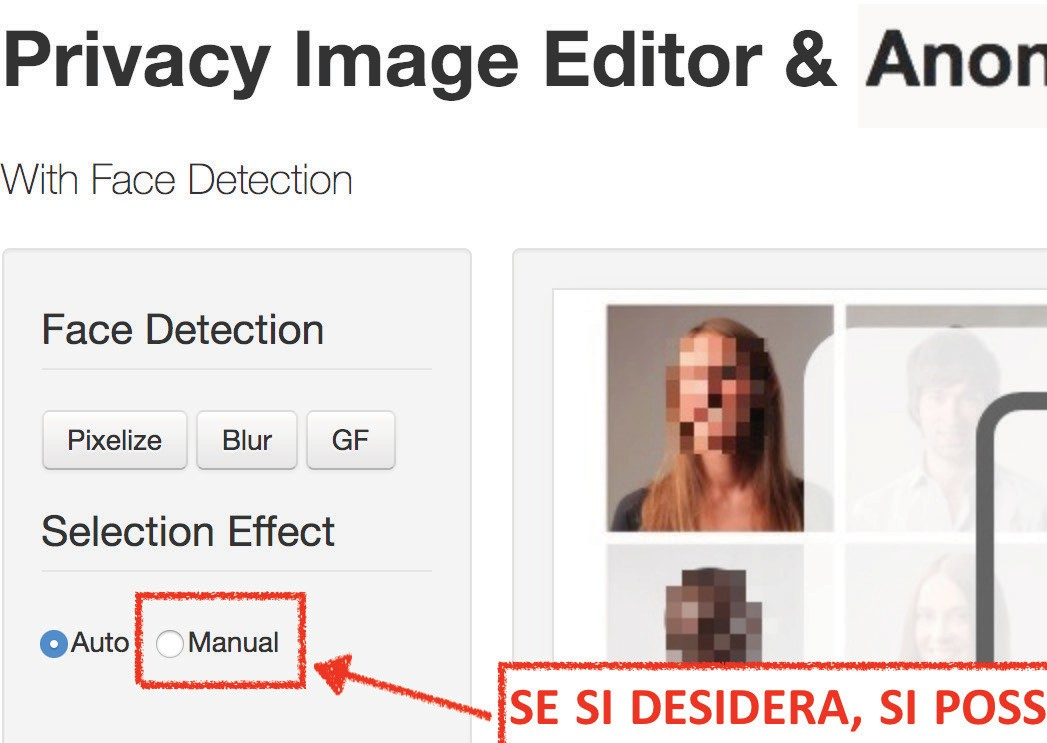 Privacy Image Editor & Anon
With Face Detection
Face Detection
Pixelize Blur GF
Selection Effect
Auto Manual
SE SI DESIDERA, SI POSS